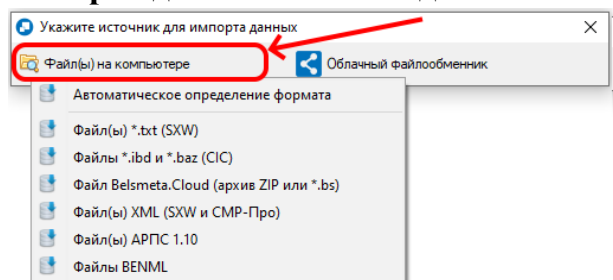 Укажите источник для импорта данных
Файл(ы) на компьютере
Облачный файлообменник
Автоматическое определение формата
Файл(ы) *.txt (SXW)
Файлы *.ibd и *.baz (CIC)
Файл Belsmeta.Cloud (архив ZIP или *.bs)
Файл(ы) XML (SXW и СМР-Про)
Файл(ы) АРПС 1.10
Файлы BENML